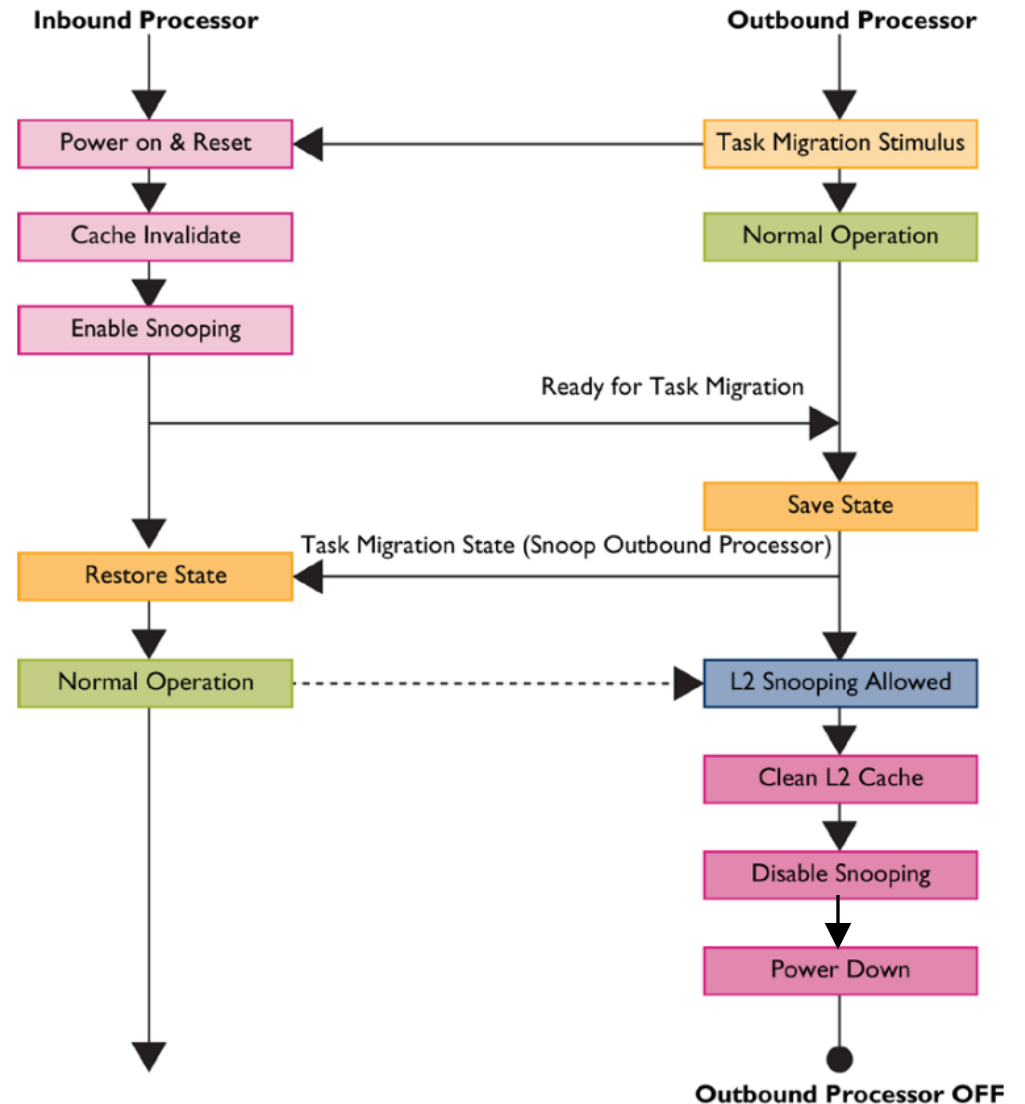 Inbound Processor
Outbound Processor
Power on & Reset
Task Migration Stimulus
Cache Invalidate
Normal Operation
Enable Snooping
Ready for Task Migration
Save State
Task Migration State (Snoop Outbound Processor)
Restore State
Normal Operation
L2 Snooping Allowed
Clean L2 Cache
Disable Snooping
Power Down
Outbound Processor OFF